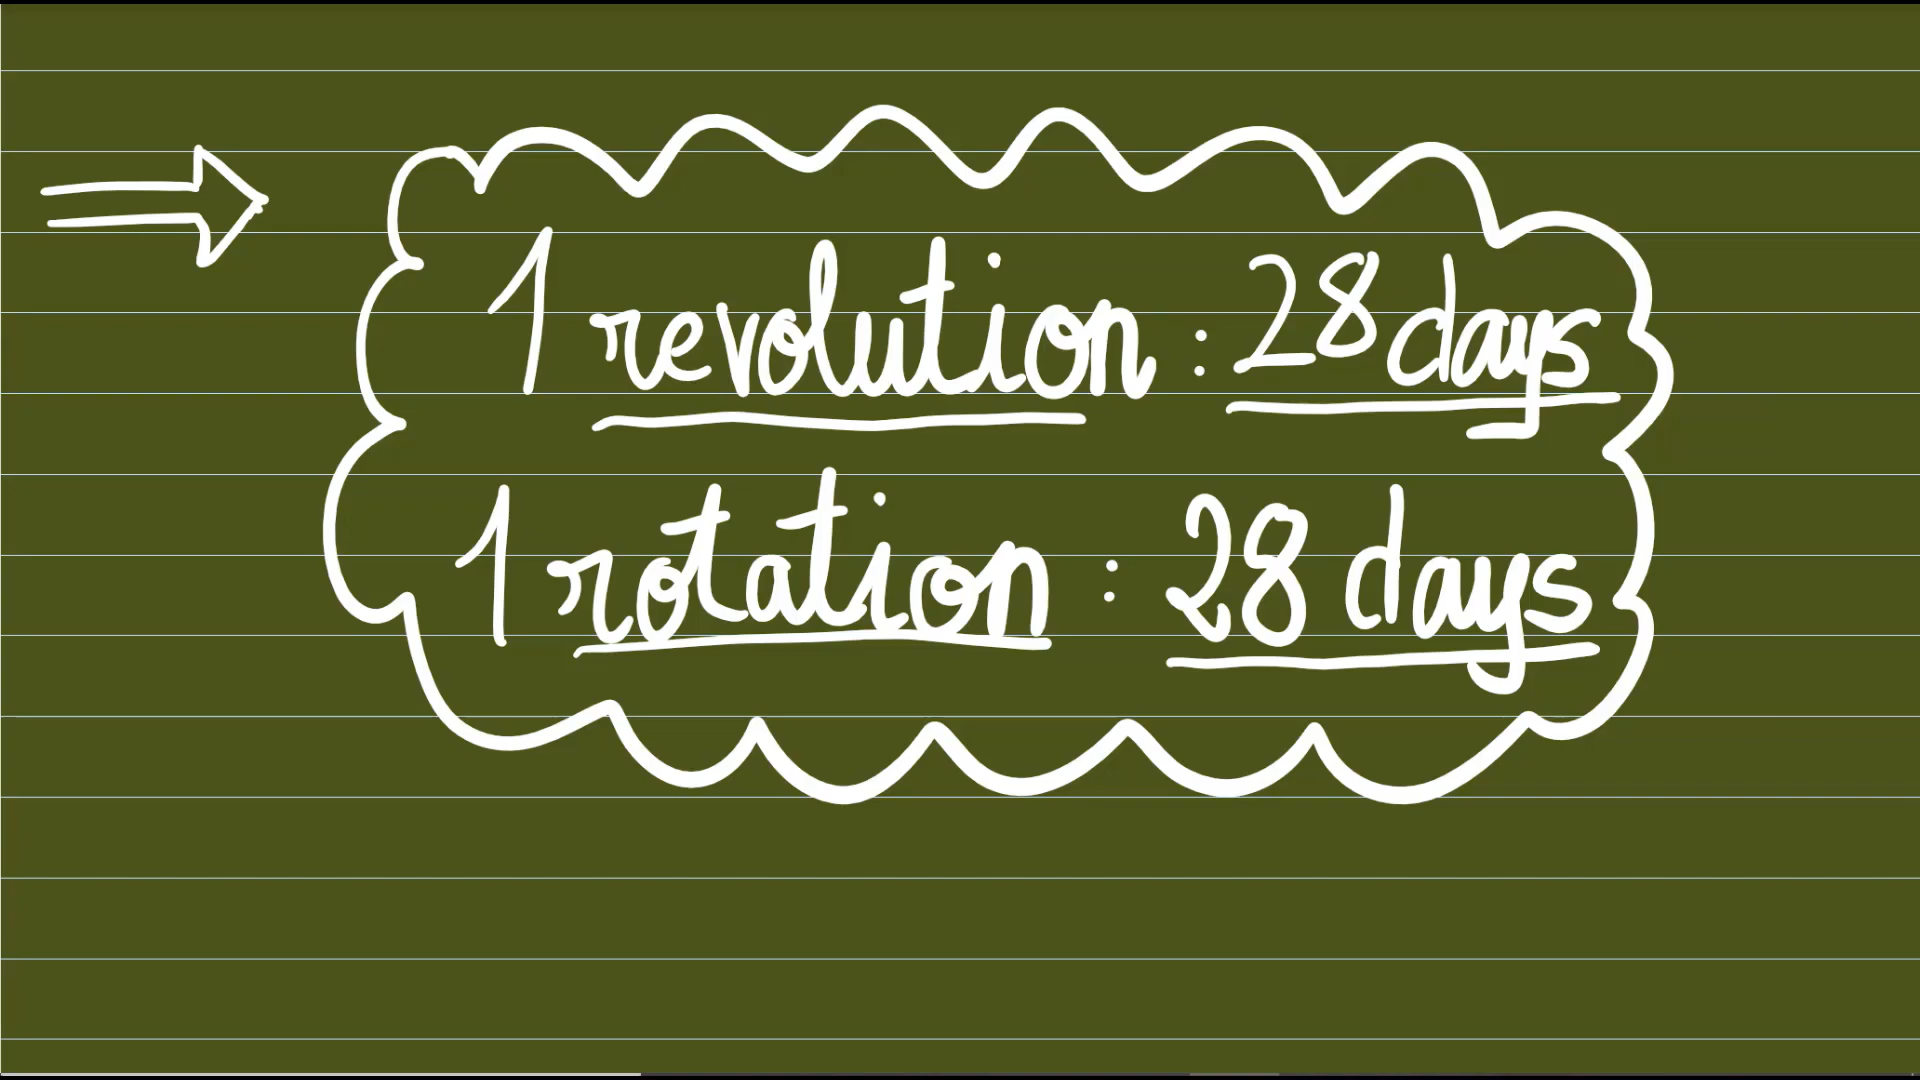 1 revolution : 28 days
1 rotation : 28 days